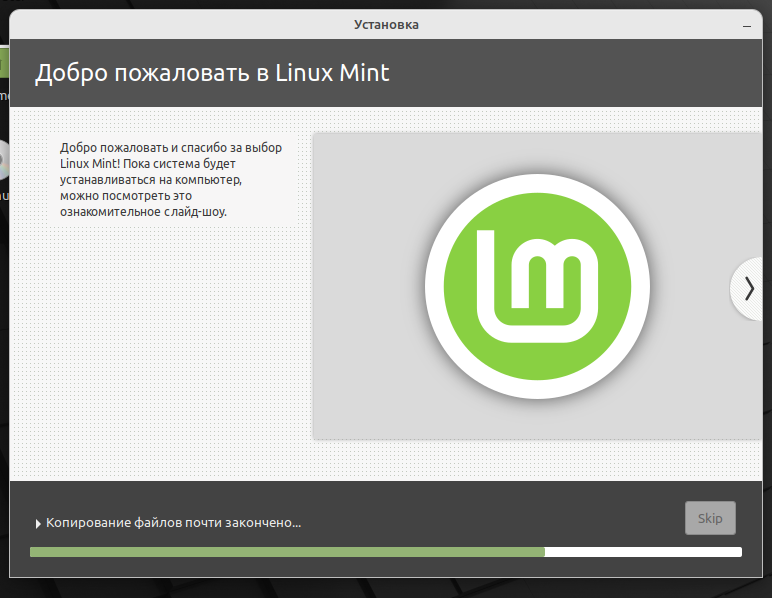 Установка
Добро пожаловать в Linux Mint
Добро пожаловать и спасибо за выбор
Linux Mint! Пока система будет
устанавливаться на компьютер,
можно посмотреть это
ознакомительное слайд-шоу.
Копирование файлов почти закончено...
Skip